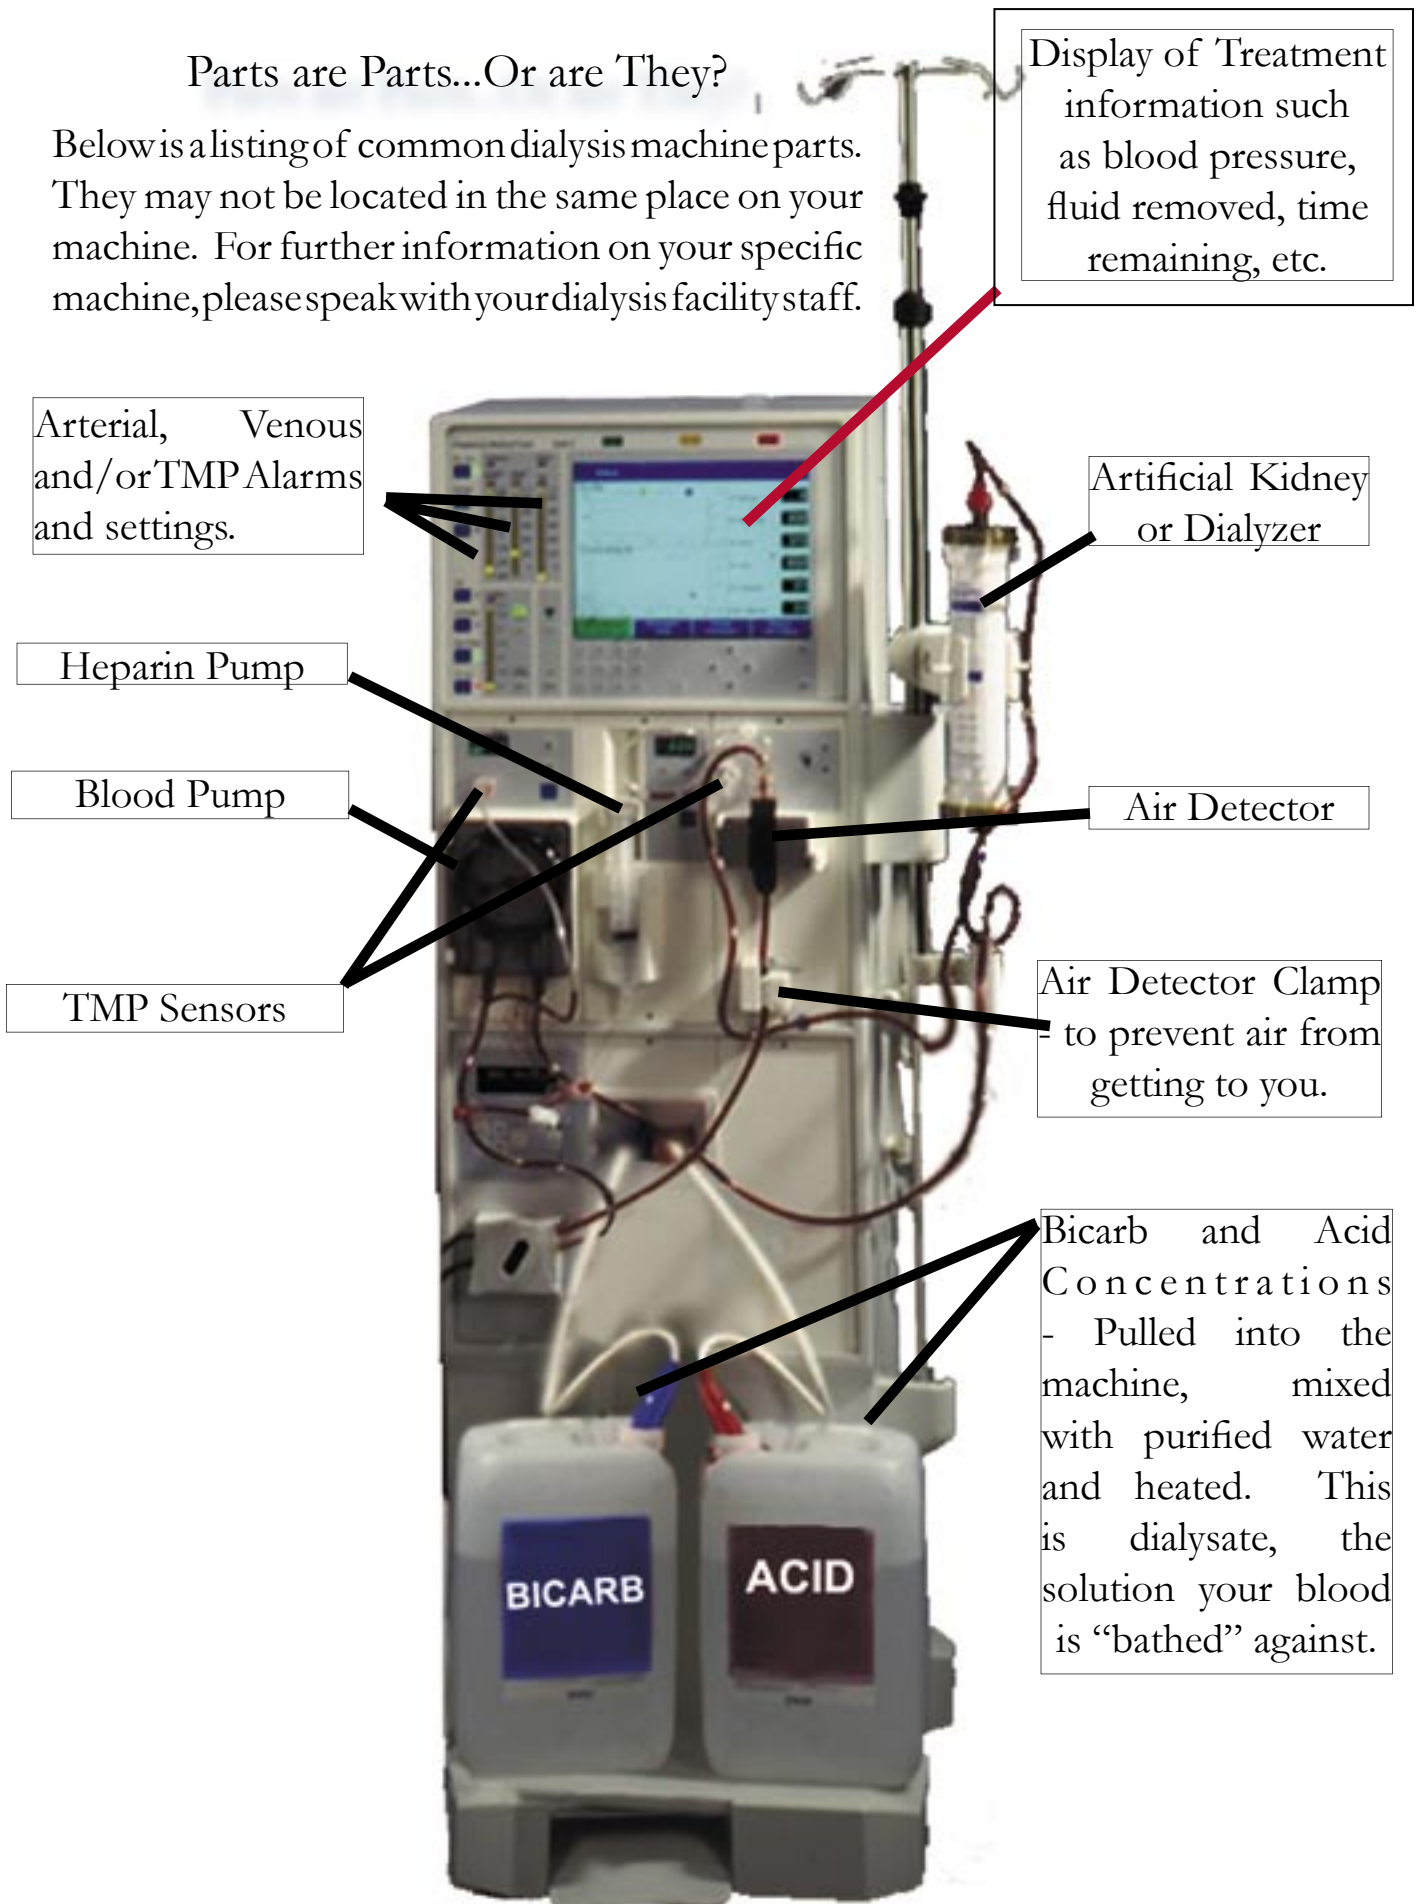 Parts are Parts...Or are They?
Below is a listing of common dialysis machine parts.
They may not be located in the same place on your
machine. For further information on your specific
machine, please speak with your dialysis facility staff.
Display of Treatment
information such
as blood pressure,
fluid removed, time
remaining, etc.
Arterial, Venous
and/or TMP Alarms
and settings.
Artificial Kidney
or Dialyzer
Heparin Pump
Blood Pump
Air Detector
TMP Sensors
Air Detector Clamp
- to prevent air from
getting to you.
Bicarb and Acid
Concentrations
- Pulled into the
machine, mixed
with purified water
and heated. This
is dialysate, the
solution your blood
is “bathed” against.
BICARB
ACID